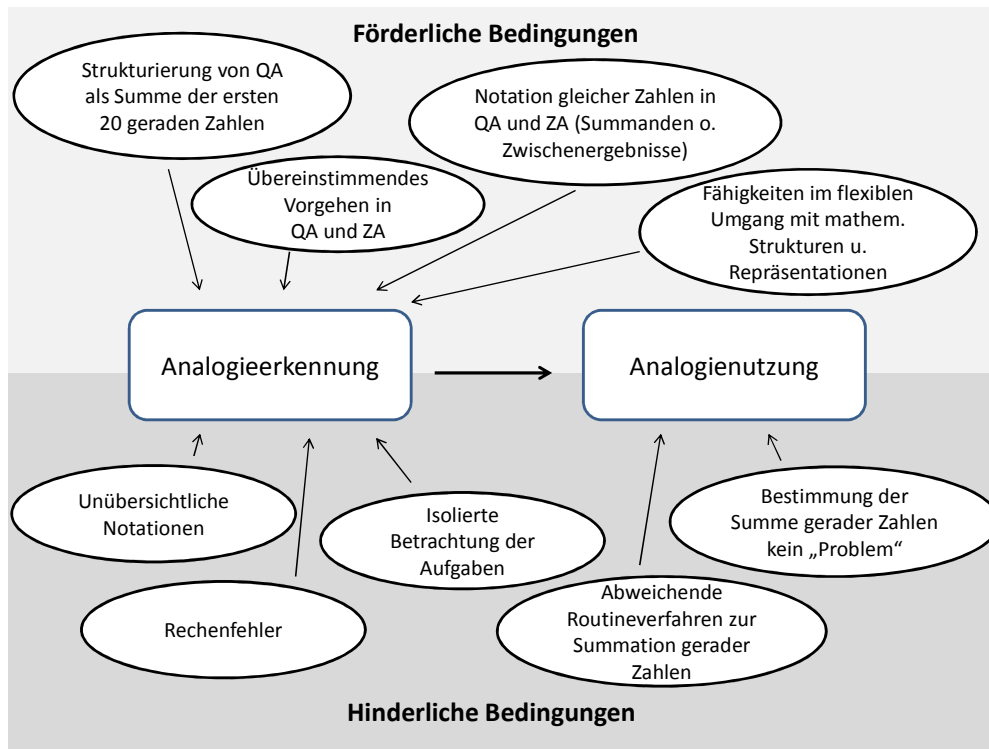 Förderliche Bedingungen
Strukturierung von QA
als Summe der ersten
20 geraden Zahlen
Notation gleicher Zahlen in
QA und ZA (Summanden o.
Zwischenergebnisse)
Übereinstimmendes
Vorgehen in
QA und ZA
Fähigkeiten im flexiblen
Umgang mit mathem.
Strukturen u.
Repräsentationen
Analogieerkennung
Analogienutzung
Unübersichtliche
Notationen
Rechenfehler
Isolierte
Betrachtung der
Aufgaben
Abweichende
Routineverfahren zur
Summation gerader
Zahlen
Bestimmung der
Summe gerader Zahlen
kein „Problem“
Hinderliche Bedingungen